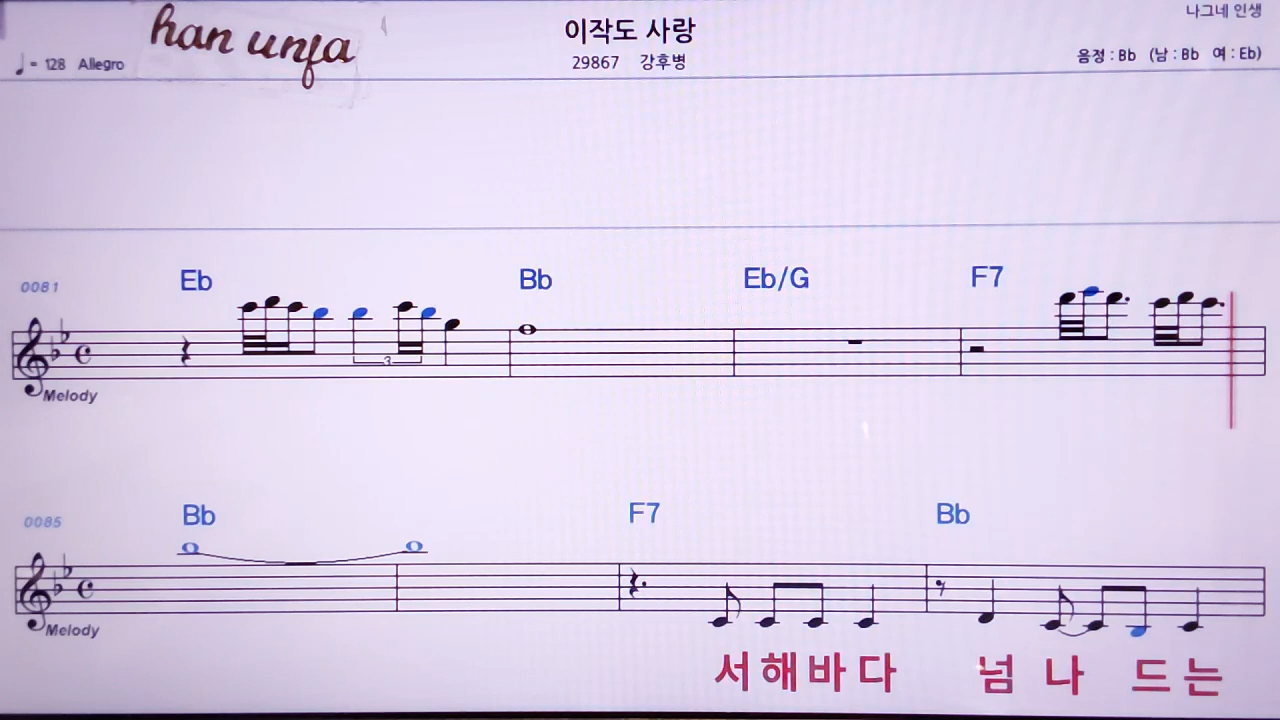 han unja
이작도 사랑
나그네 인생
♩= 128 Allegro
29867 강후병
음정 : Bb (남 : Bb 여 : Eb)
0081 Eb Bb Eb/G F7
3
Melody
0085 Bb F7 Bb
Melody
서해바다 넘나드는